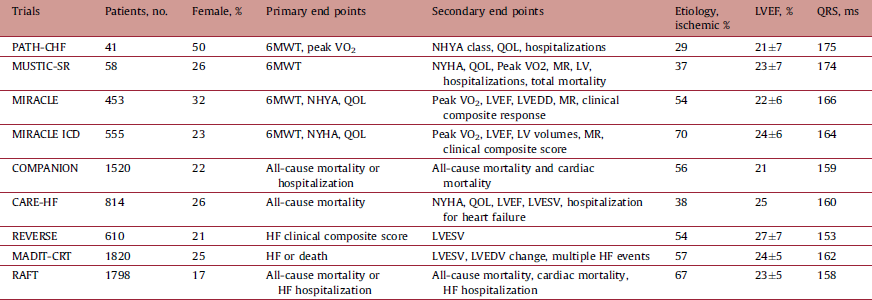 Trials Patients, no. Female, % Primary end points Secondary end points Etiology, ischemic % LVEF, % QRS, ms
PATH-CHF 41 50 6MWT, peak VO₂ NHYA class, QOL, hospitalizations 29 21±7 175
MUSTIC-SR 58 26 6MWT NYHA, QOL, Peak VO2, MR, LV, 37 23±7 174
hospitalizations, total mortality
MIRACLE 453 32 6MWT, NHYA, QOL Peak VO₂, LVEF, LVEDD, MR, clinical 54 22±6 166
composite response
MIRACLE ICD 555 23 6MWT, NYHA, QOL Peak VO₂, LVEF, LV volumes, MR, 70 24±6 164
clinical composite score
COMPANION 1520 22 All-cause mortality or All-cause mortality and cardiac 56 21 159
hospitalization mortality
CARE-HF 814 26 All-cause mortality NYHA, QOL, LVEF, LVESV, hospitalization 38 25 160
for heart failure
REVERSE 610 21 HF clinical composite score LVESV 54 27±7 153
MADIT-CRT 1820 25 HF or death LVESV, LVEDV change, multiple HF events 57 24±5 162
RAFT 1798 17 All-cause mortality or All-cause mortality, cardiac mortality, 67 23±5 158
HF hospitalization HF hospitalization